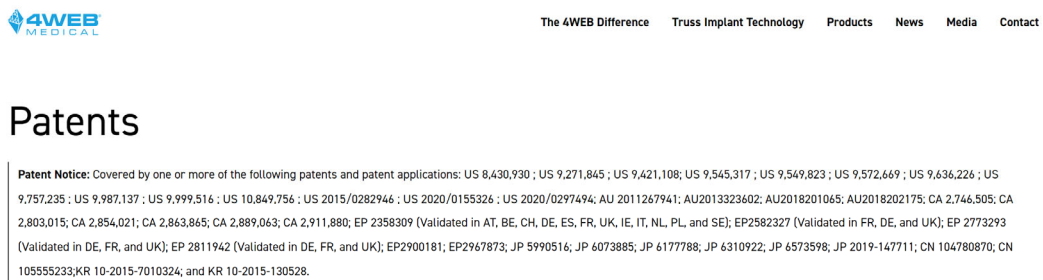 4WEB
MEDICAL
The 4WEB Difference Truss Implant Technology Products News Media Contact
Patents
Patent Notice: Covered by one or more of the following patents and patent applications: US 8,430,930 ; US 9,271,845 ; US 9,421,108; US 9,545,317 ; US 9,549,823 ; US 9,572,669 ; US 9,636,226 ; US
9,757,235 ; US 9,987,137 ; US 9,999,516 ; US 10,849,756 ; US 2015/0282946 ; US 2020/0155326 ; US 2020/0297494; AU 2011267941; AU2013323602; AU2018201065; AU2018202175; CA 2,746,505; CA
2,803,015; CA 2,854,021; CA 2,863,865; CA 2,889,063; CA 2,911,880; EP 2358309 (Validated in AT, BE, CH, DE, ES, FR, UK, IE, IT, NL, PL, and SE); EP2582327 (Validated in FR, DE, and UK); EP 2773293
(Validated in DE, FR, and UK); EP 2811942 (Validated in DE, FR, and UK); EP2900181; EP2967873; JP 5990516; JP 6073885; JP 6177788; JP 6310922; JP 6573598; JP 2019-147711; CN 104780870; CN
105555233;KR 10-2015-7010324; and KR 10-2015-130528.